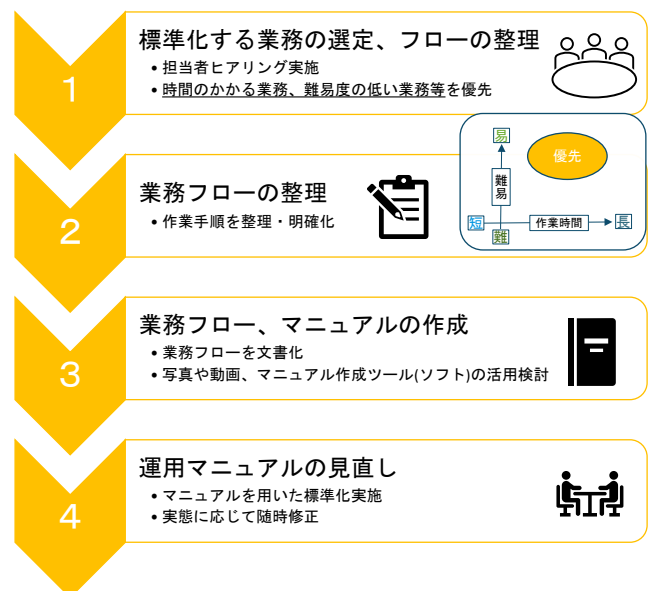 1
標準化する業務の選定、フローの整理
•担当者ヒアリング実施
•時間のかかる業務、難易度の低い業務等を優先
易
優先
難易
短
作業時間
長
難
2
業務フローの整理
•作業手順を整理・明確化
3
業務フロー、マニュアルの作成
•業務フローを文書化
•写真や動画、マニュアル作成ツール(ソフト)の活用検討
4
運用マニュアルの見直し
•マニュアルを用いた標準化実施
•実態に応じて随時修正